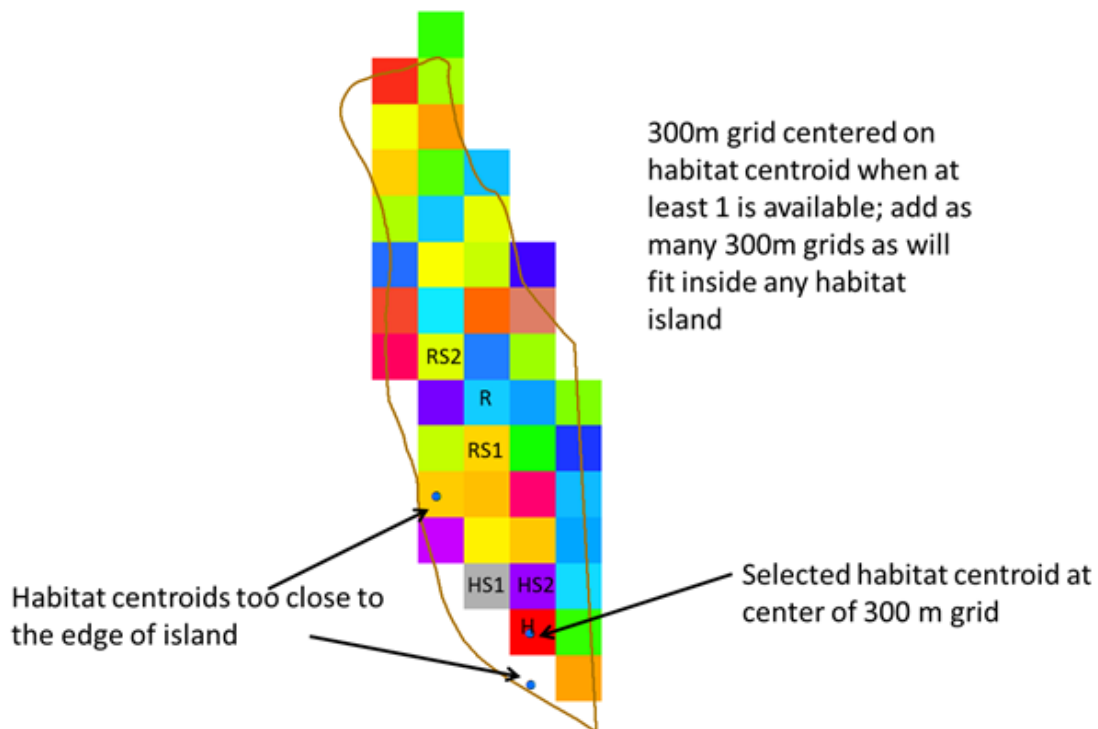 300m grid centered on
habitat centroid when at
least 1 is available; add as
many 300m grids as will
fit inside any habitat
island
RS2
R
RS1
HS1 HS2
H
Habitat centroids too close to
the edge of island
Selected habitat centroid at
center of 300 m grid